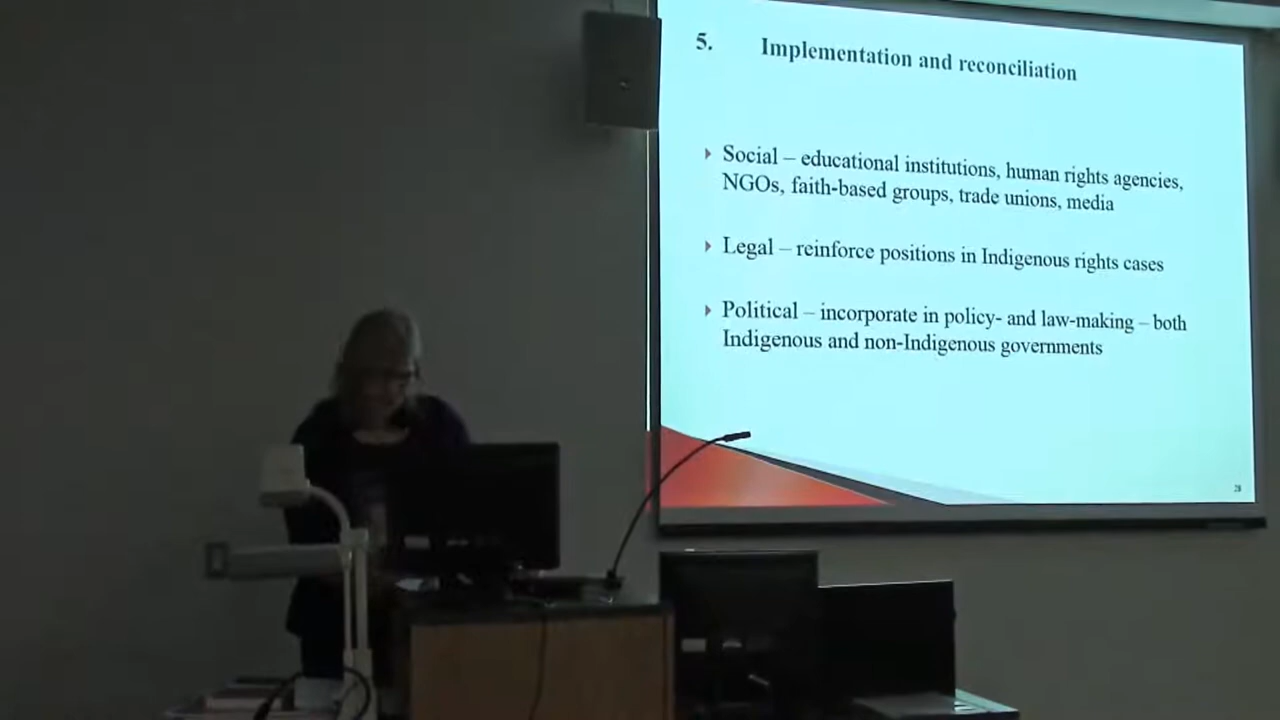 5. Implementation and reconciliation
Social – educational institutions, human rights agencies,
NGOs, faith-based groups, trade unions, media
Legal – reinforce positions in Indigenous rights cases
Political – incorporate in policy- and law-making – both
Indigenous and non-Indigenous governments
28